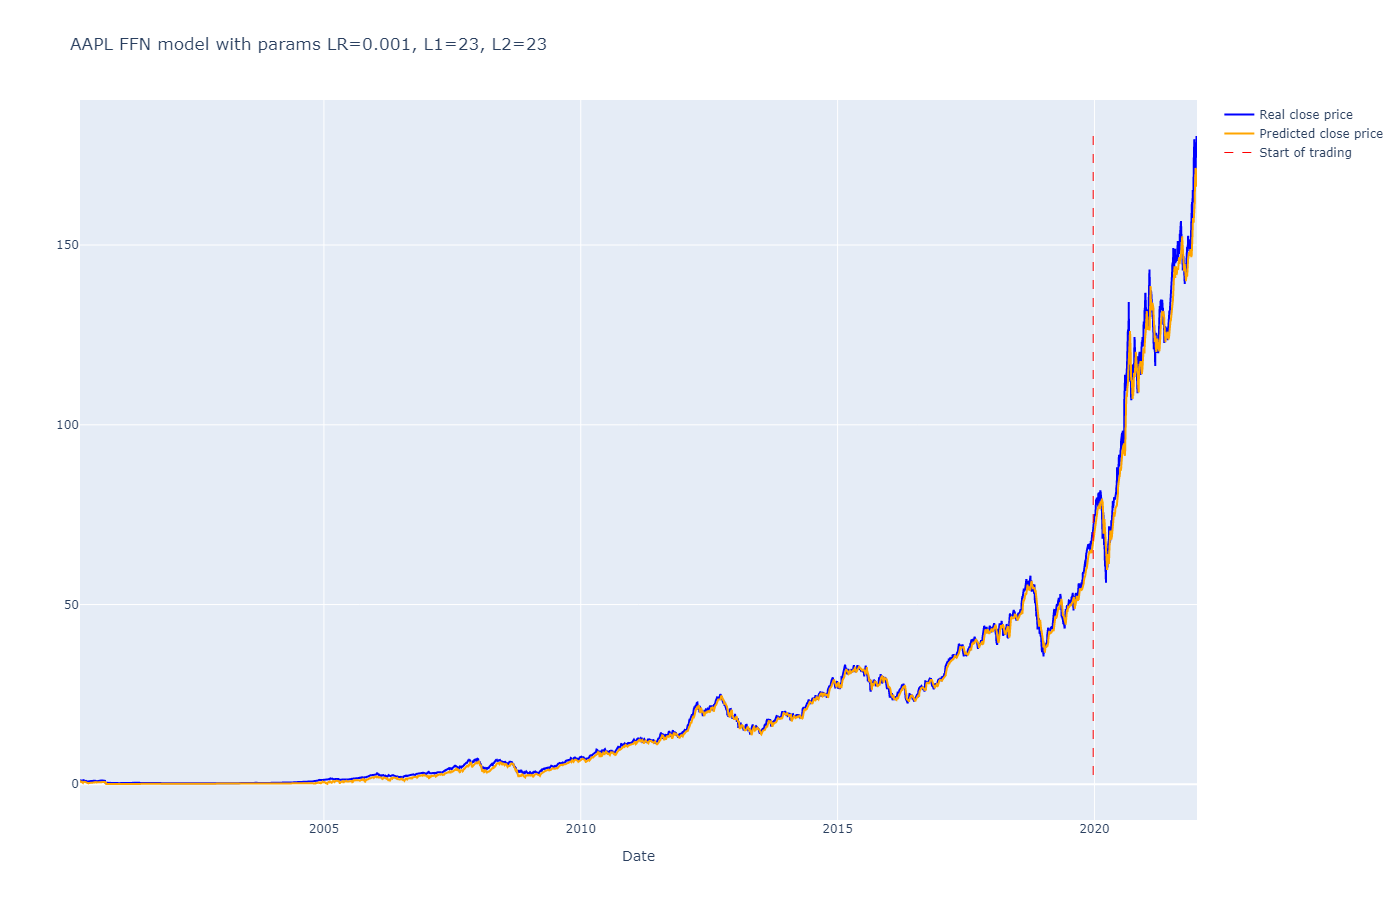 AAPL FFN model with params LR=0.001, L1=23, L2=23
Real close price
Predicted close price
Start of trading
150
100
50
0
2005
2010
2015
2020
Date